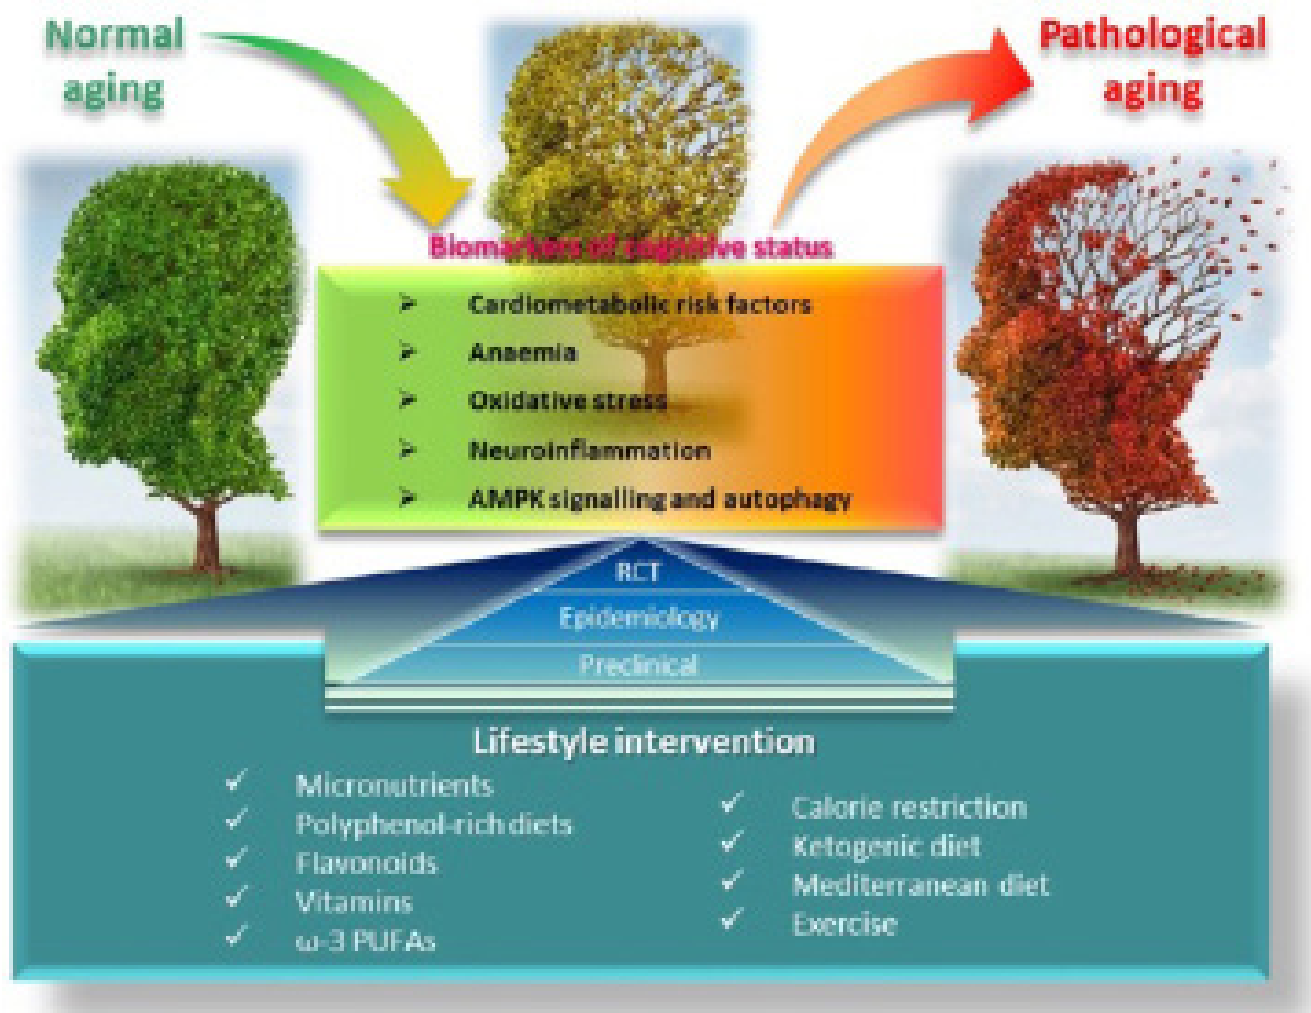 Normal
aging
Pathological
aging
Biomarkers of cognitive status
➢ Cardiometabolic risk factors
➢ Anaemia
➢ Oxidative stress
➢ Neuroinflammation
➢ AMPK signalling and autophagy
RCT
Epidemiology
Preclinical
Lifestyle intervention
✓ Micronutrients
✓ Polyphenol-rich diets
✓ Flavonoids
✓ Vitamins
✓ ω-3 PUFAs
✓ Calorie restriction
✓ Ketogenic diet
✓ Mediterranean diet
✓ Exercise